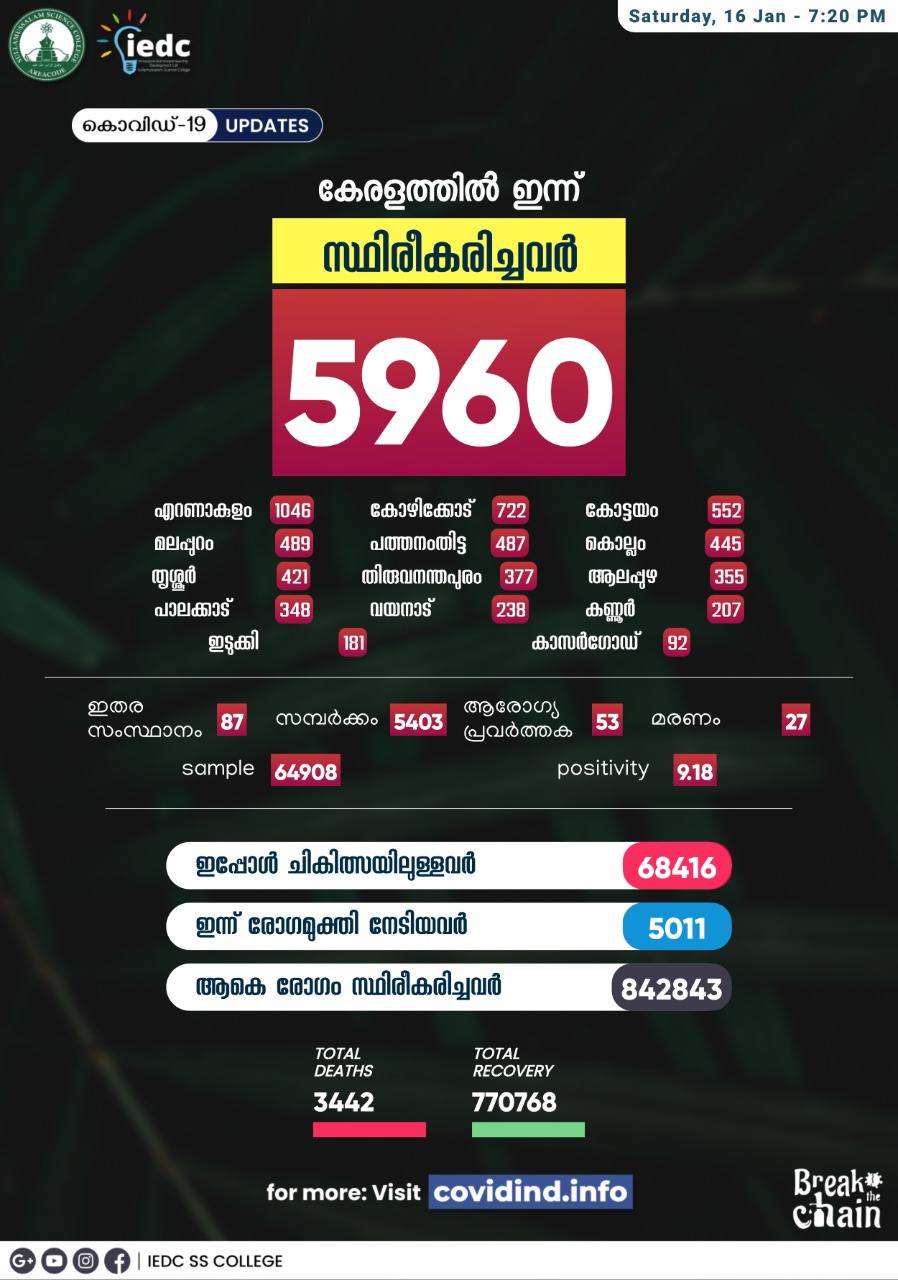 Saturday, 16 Jan - 7:20 PM
SULLAMUSSALAM SCIENCE COLLEGE
AREACODE
iedc
കൊവിഡ്-19 UPDATES
കേരളത്തിൽ ഇന്ന്
സ്ഥിരീകരിച്ചവർ
5960
എറണാകുളം 1046 കോഴിക്കോട് 722 കോട്ടയം 552
മലപ്പുറം 489 പത്തനംതിട്ട 487 കൊല്ലം 445
തൃശ്ശൂർ 421 തിരുവനന്തപുരം 377 ആലപ്പുഴ 355
പാലക്കാട് 348 വയനാട് 238 കണ്ണൂർ 207
ഇടുക്കി 181 കാസർഗോഡ് 92
ഇതര
സംസ്ഥാനം 87 സമ്പർക്കം 5403 ആരോഗ്യ
പ്രവർത്തക 53 മരണം 27
sample 64908 positivity 9.18
ഇപ്പോൾ ചികിത്സയിലുള്ളവർ 68416
ഇന്ന് രോഗമുക്തി നേടിയവർ 5011
ആകെ രോഗം സ്ഥിരീകരിച്ചവർ 842843
TOTAL
DEATHS
3442
TOTAL
RECOVERY
770768
for more: Visit covidind.info
Break
the
chain
G+ f | IEDC SS COLLEGE